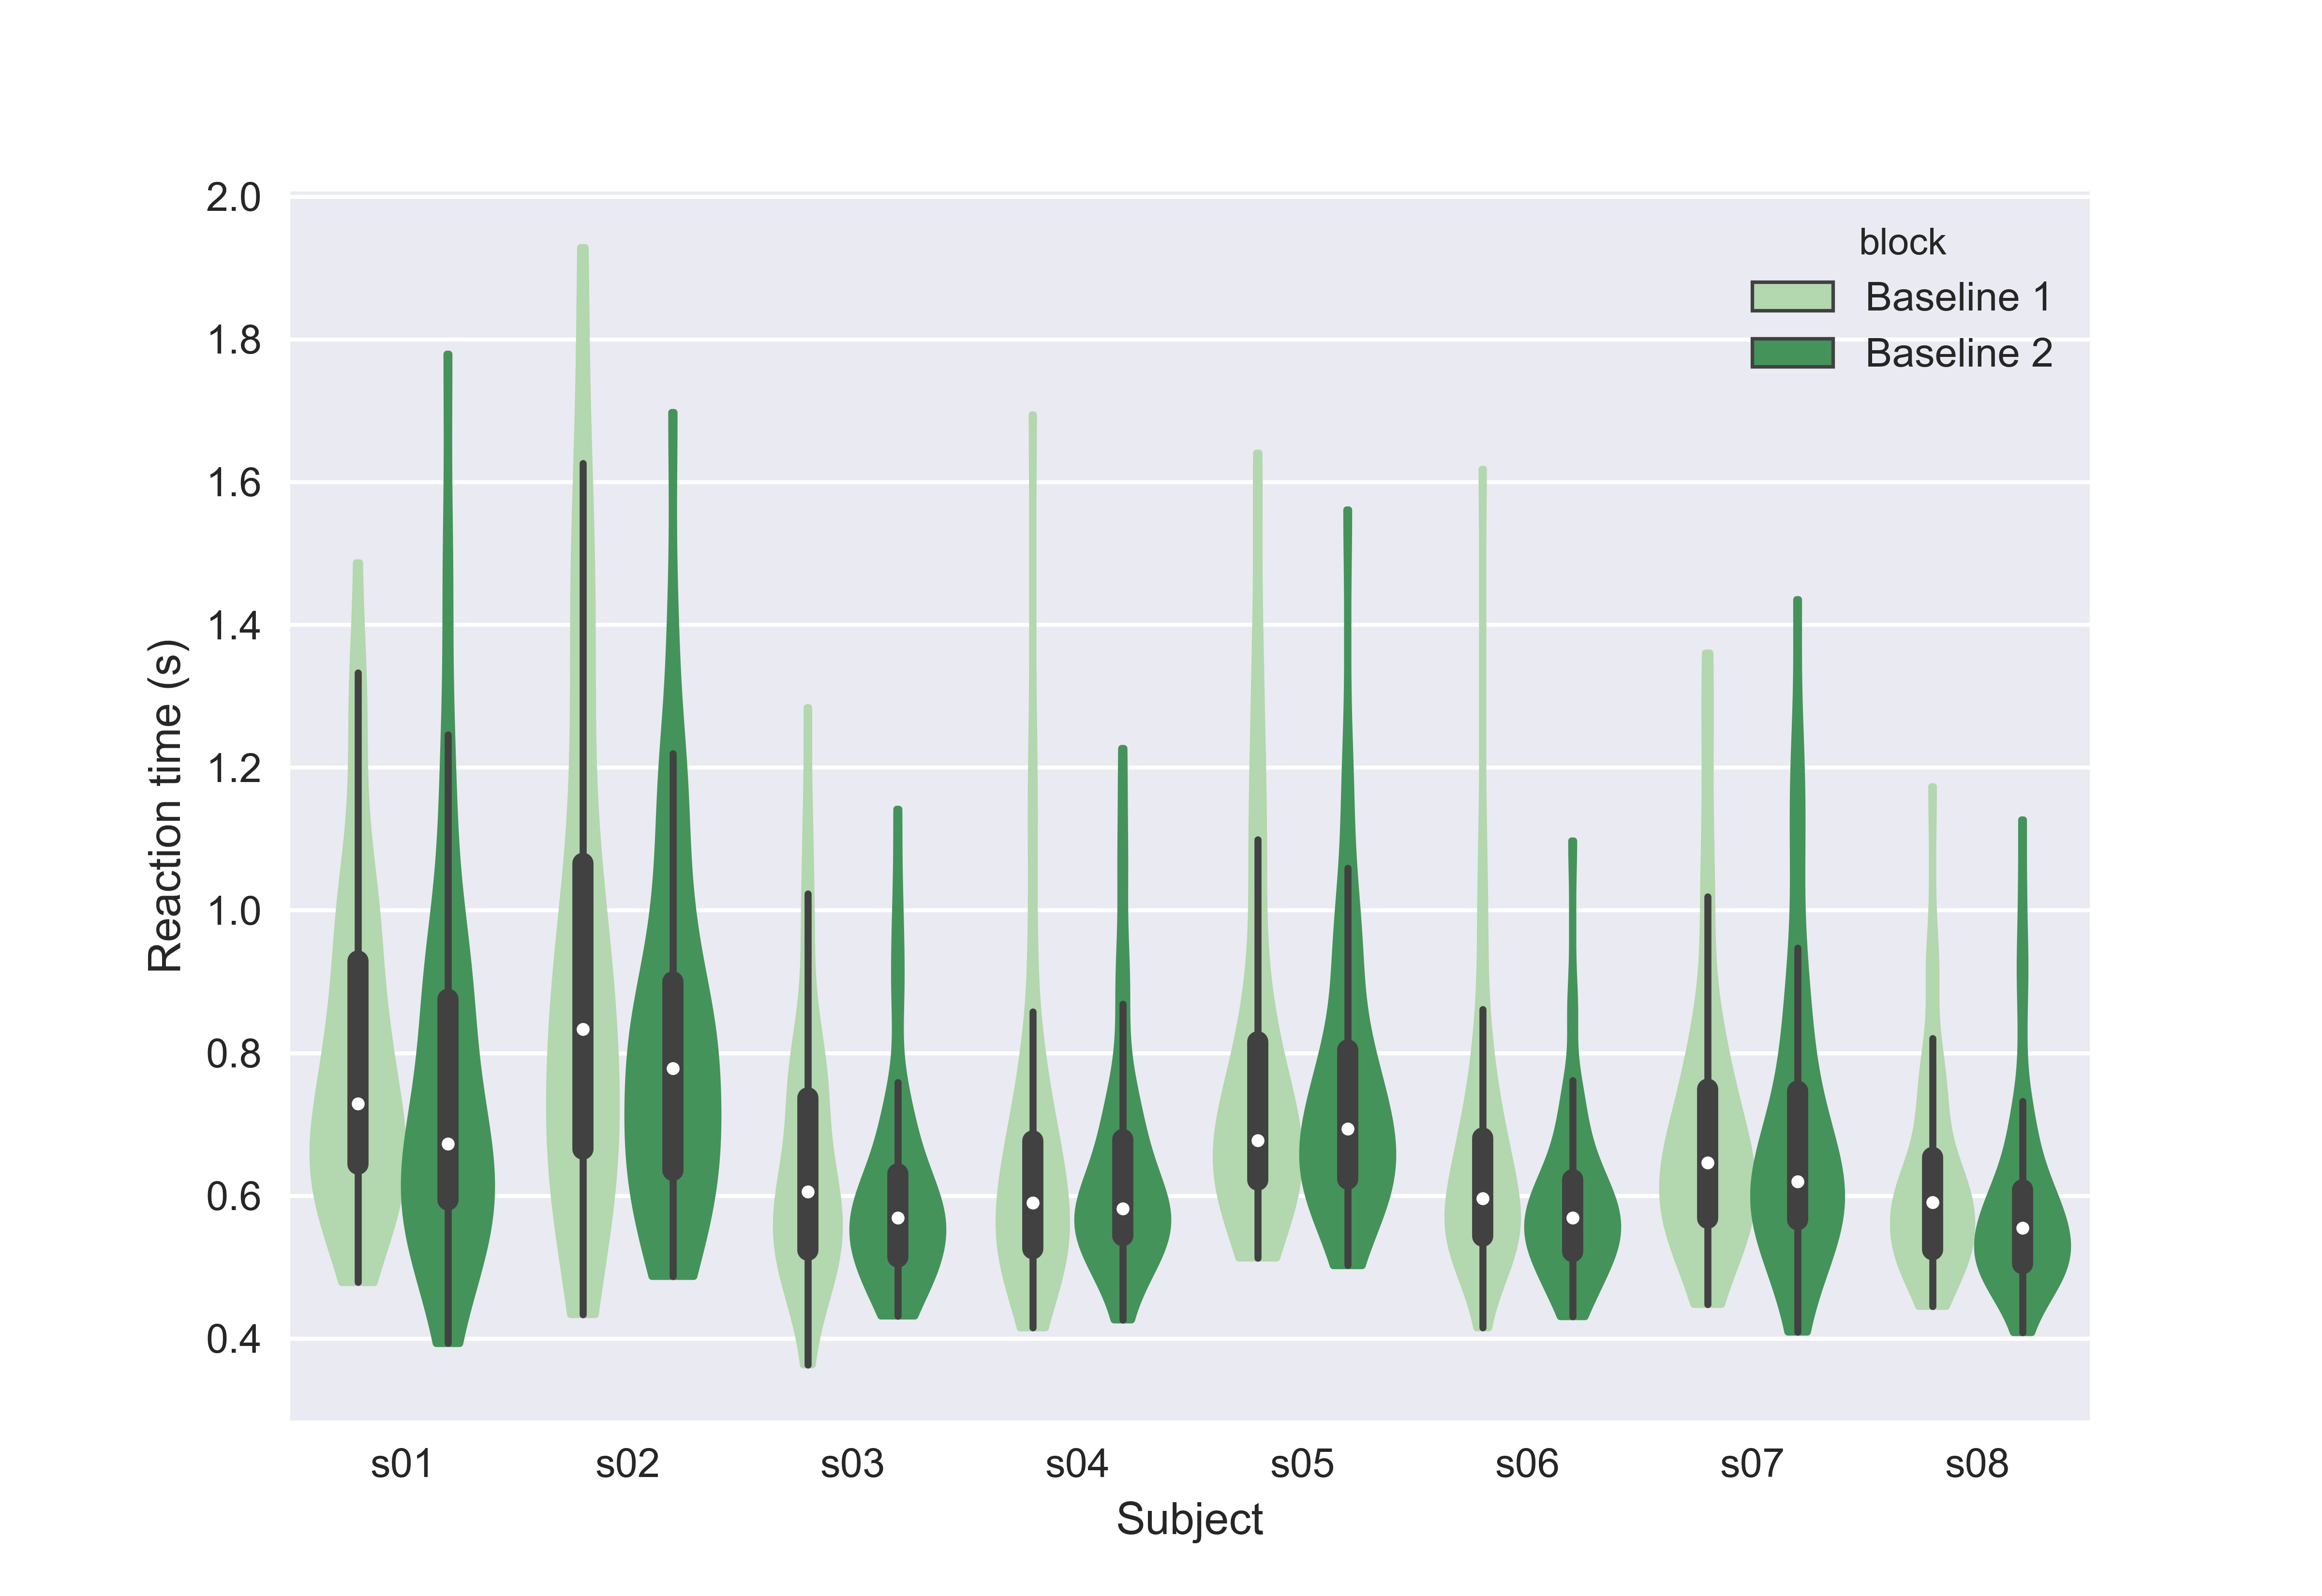 2.0
1.8
1.6
1.4
1.2
1.0
0.8
0.6
0.4
Reaction time (s)
block
Baseline 1
Baseline 2
s01 s02 s03 s04 s05 s06 s07 s08
Subject